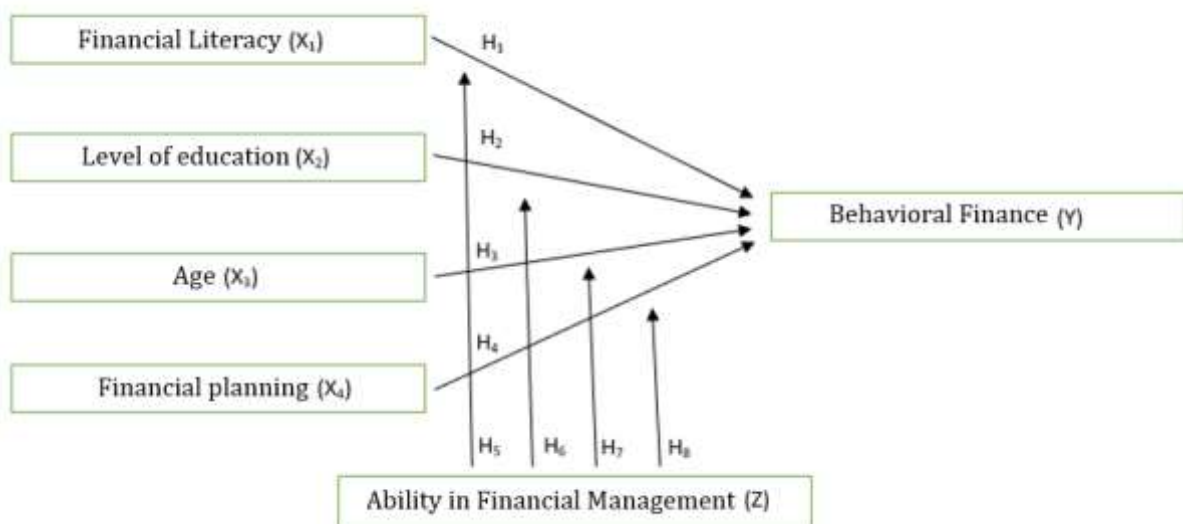 Financial Literacy (X₁)
H₁
H₂
Level of education (X₂)
Behavioral Finance (Y)
H₃
Age (X₃)
H₄
Financial planning (X₄)
H₅ H₆ H₇ H₈
Ability in Financial Management (Z)